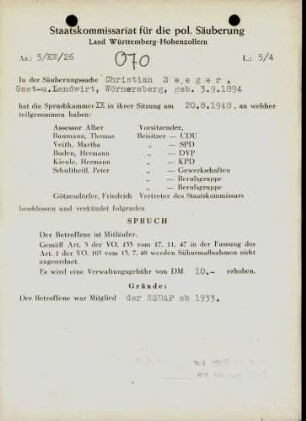 Staatskommissariat für die pol. Säuberung
Land Württemberg-Hohenzollern
Az.: 5/KW/26 070 L.: 5/4
In der Säuberungssache Christian Seeger,
Gast-u.Landwirt, Wörnersberg, geb. 3.9.1894
hat die Spruchkammer IX in ihrer Sitzung am 20.8.1948, an welcher
teilgenommen haben:
Assessor Alber Vorsitzender,
Baumann, Thomas Beisitzer — CDU
Veith, Martha „ — SPD
Boden, Hermann „ — DVP
Kienle, Hermann „ — KPD
Schultheiß, Peter „ — Gewerkschaften
„ — Berufsgruppe
„ — Berufsgruppe
Götzendörfer, Friedrich Vertreter des Staatskommissars
beschlossen und verkündet folgenden
SPRUCH
Der Betroffene ist Mitläufer.
Gemäß Art. 3 der VO. 133 vom 17. 11. 47 in der Fassung des
Art. 1 der VO. 165 vom 13. 7. 48 werden Sühnemaßnahmen nicht
angeordnet.
Es wird eine Verwaltungsgebühr von DM 10.- erhoben.
Gründe:
Der Betroffene war Mitglied der NSDAP ab 1933.